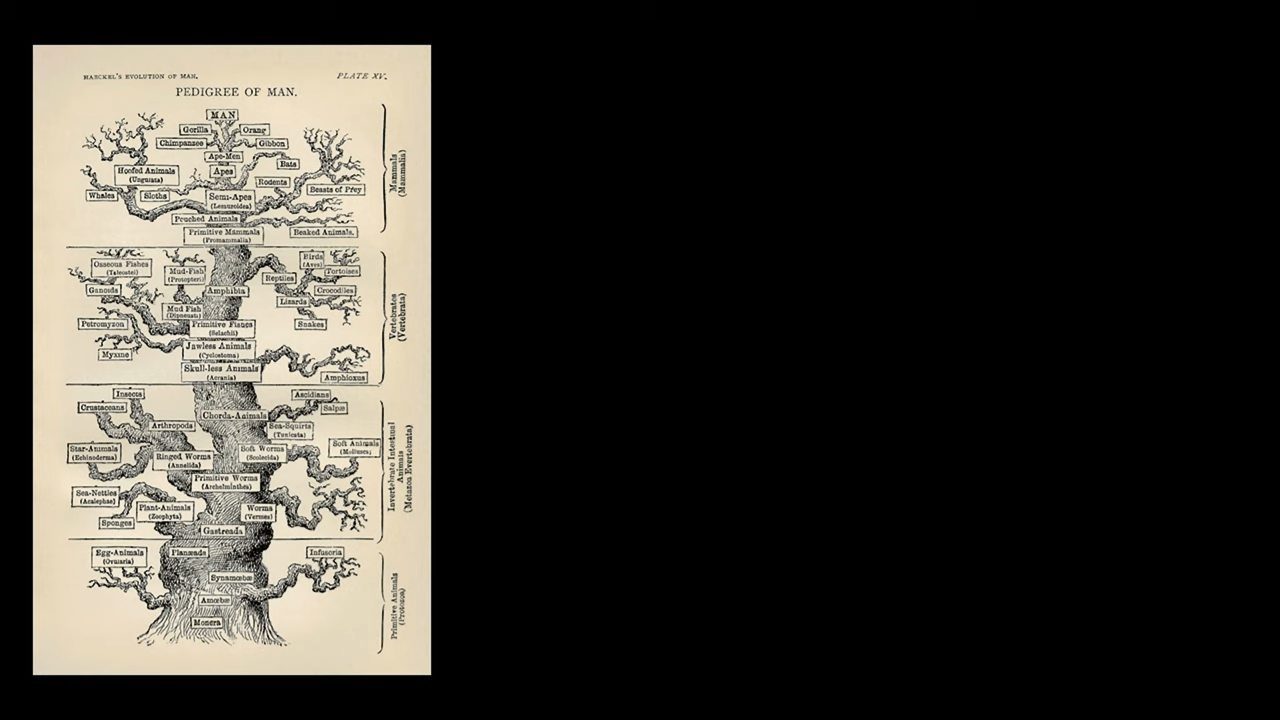 HAECKEL'S EVOLUTION OF MAN.
PLATE XV.
PEDIGREE OF MAN.
MAN
Gorilla
Orang
Chimpanzee
Gibbon
Ape-Men
Bats
Apes
Hoofed Animals
(Ungulata)
Rodents
Beasts of Prey
Whales
Sloths
Semi-Apes
(Lemuroidea)
Pouched Animals
Primitive Mammals
(Promammalia)
Beaked Animals.
Mammals
(Mammalia)
Osseous Fishes
(Teleostei)
Mud-Fish
(Protopteri)
Birds
(Aves)
Tortoises
Reptiles
Ganoids
Amphibia
Crocodiles
Lizards
Mud Fish
(Dipneusti)
Petromyzon
Primitive Fishes
(Selachii)
Snakes
Myxine
Jawless Animals
(Cyclostoma)
Skull-less Animals
(Acrania)
Amphioxus
Vertebrates
(Vertebrata)
Insects
Ascidians
Crustaceans
Salpæ
Chorda-Animals
Arthropods
Sea-Squirts
(Tunicata)
Star-Animals
(Echinoderma)
Ringed Worms
(Annelida)
Soft Worms
(Scolecida)
Soft Animals
(Mollusca)
Primitive Worms
(Archelminthes)
Sea-Nettles
(Acalephae)
Plant-Animals
(Zoophyta)
Worms
(Vermes)
Sponges
Gastreada
Invertebrate Intestinal
Animals
(Metazoa Evertebrata)
Egg-Animals
(Ovularia)
Planæada
Infusoria
Synamœbæ
Amœbæ
Monera
Primitive Animals
(Protozoa)